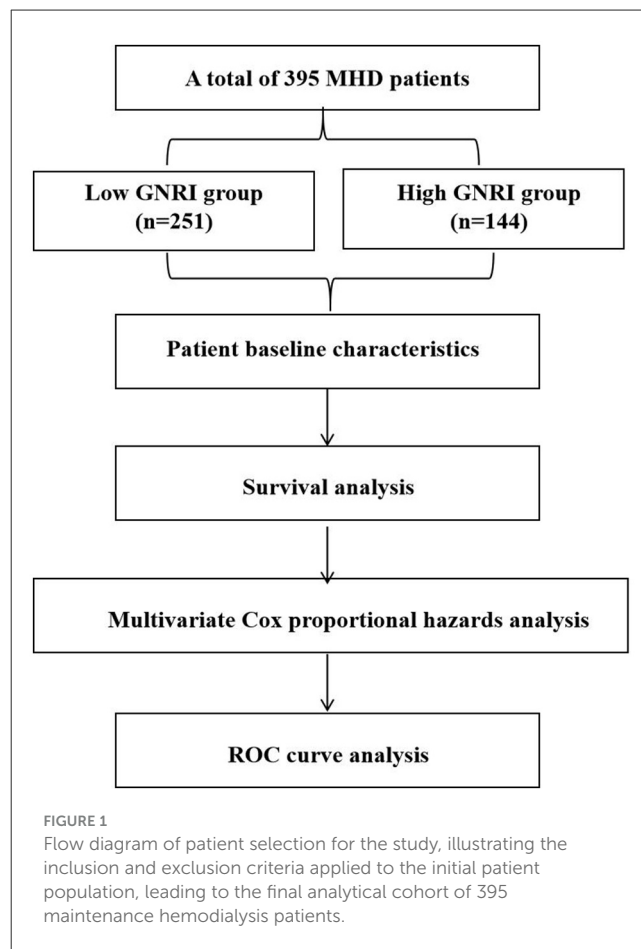 A total of 395 MHD patients
Low GNRI group
(n=251)
High GNRI group
(n=144)
Patient baseline characteristics
Survival analysis
Multivariate Cox proportional hazards analysis
ROC curve analysis
FIGURE 1
Flow diagram of patient selection for the study, illustrating the
inclusion and exclusion criteria applied to the initial patient
population, leading to the final analytical cohort of 395
maintenance hemodialysis patients.